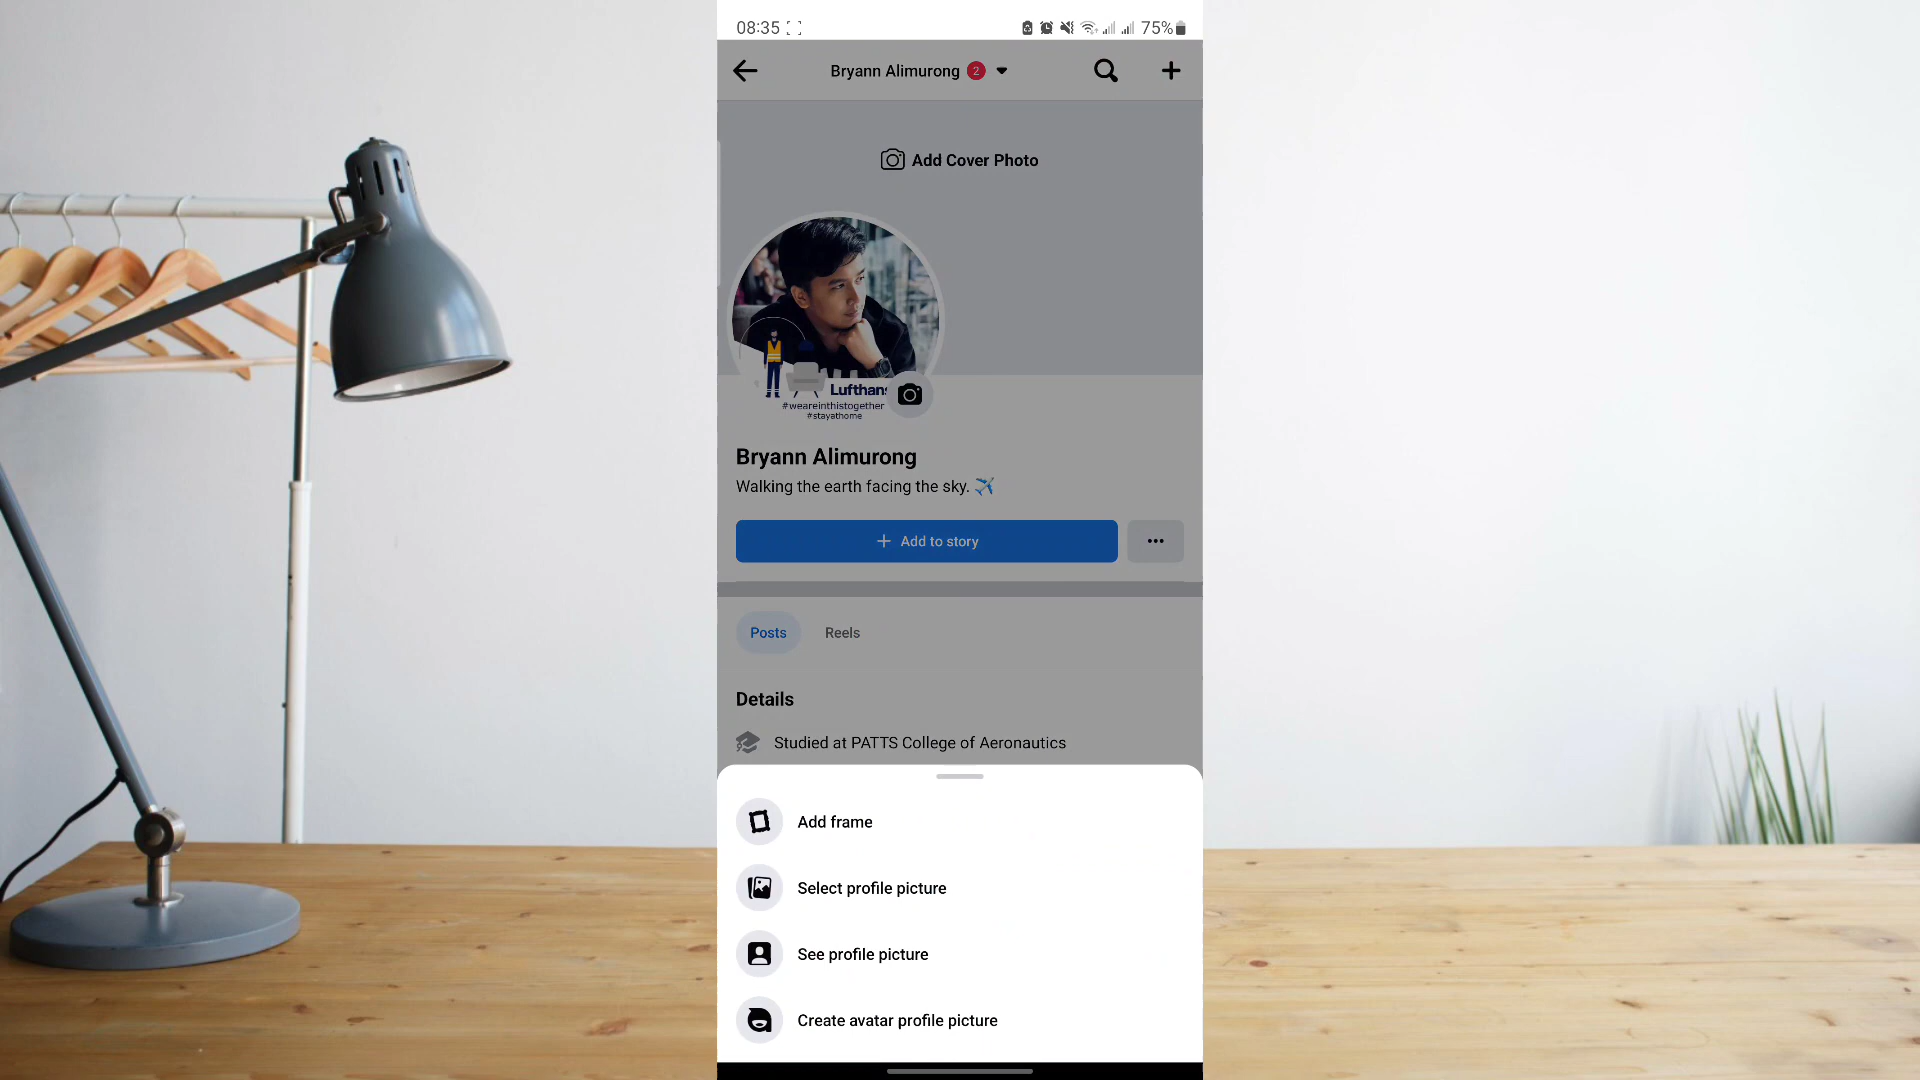 08:35
75%
Bryann Alimurong 2
Add Cover Photo
#weareinthistogether
#stayathome
Bryann Alimurong
Walking the earth facing the sky.
Add to story
Posts Reels
Details
Studied at PATTS College of Aeronautics
Add frame
Select profile picture
See profile picture
Create avatar profile picture